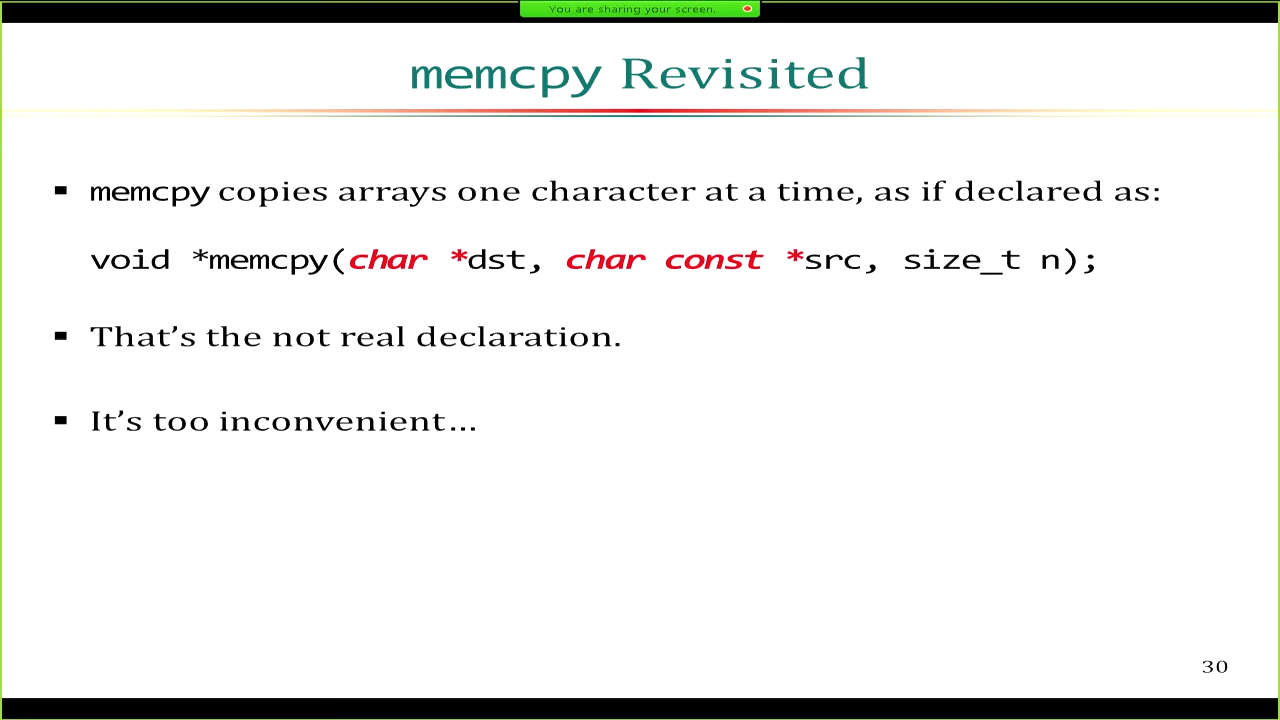 You are sharing your screen.
memcpy Revisited
▪ memcpy copies arrays one character at a time, as if declared as:
void *memcpy(char *dst, char const *src, size_t n);
▪ That’s the not real declaration.
▪ It’s too inconvenient…
30